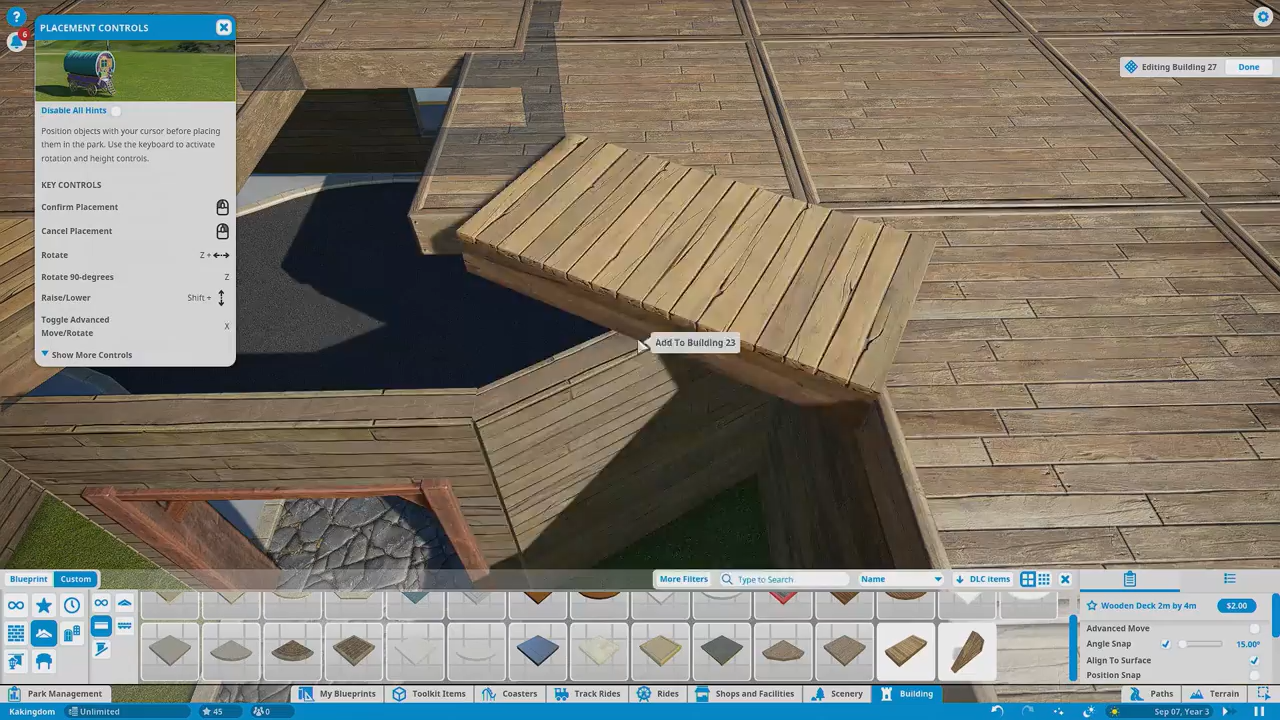 ?
6
PLACEMENT CONTROLS
Disable All Hints
Position objects with your cursor before placing
them in the park. Use the keyboard to activate
rotation and height controls.
KEY CONTROLS
Confirm Placement
Cancel Placement
Rotate Z +
Rotate 90-degrees Z
Raise/Lower Shift +
Toggle Advanced
Move/Rotate X
Show More Controls
Editing Building 27 Done
Add To Building 23
Blueprint Custom More Filters Type to Search Name DLC items
Wooden Deck 2m by 4m $2.00
Advanced Move
Angle Snap 15.00°
Align To Surface
Position Snap
Park Management My Blueprints Toolkit Items Coasters Track Rides Rides Shops and Facilities Scenery Building Paths Terrain
Kakingdom Unlimited 45 0 Sep 07, Year 3